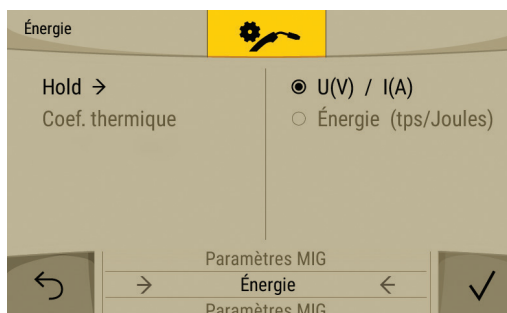 Énergie
Hold →
Coef. thermique
U(V) / I(A)
Énergie (tps/Joules)
Paramètres MIG
→ Énergie ←
Paramètres MIG